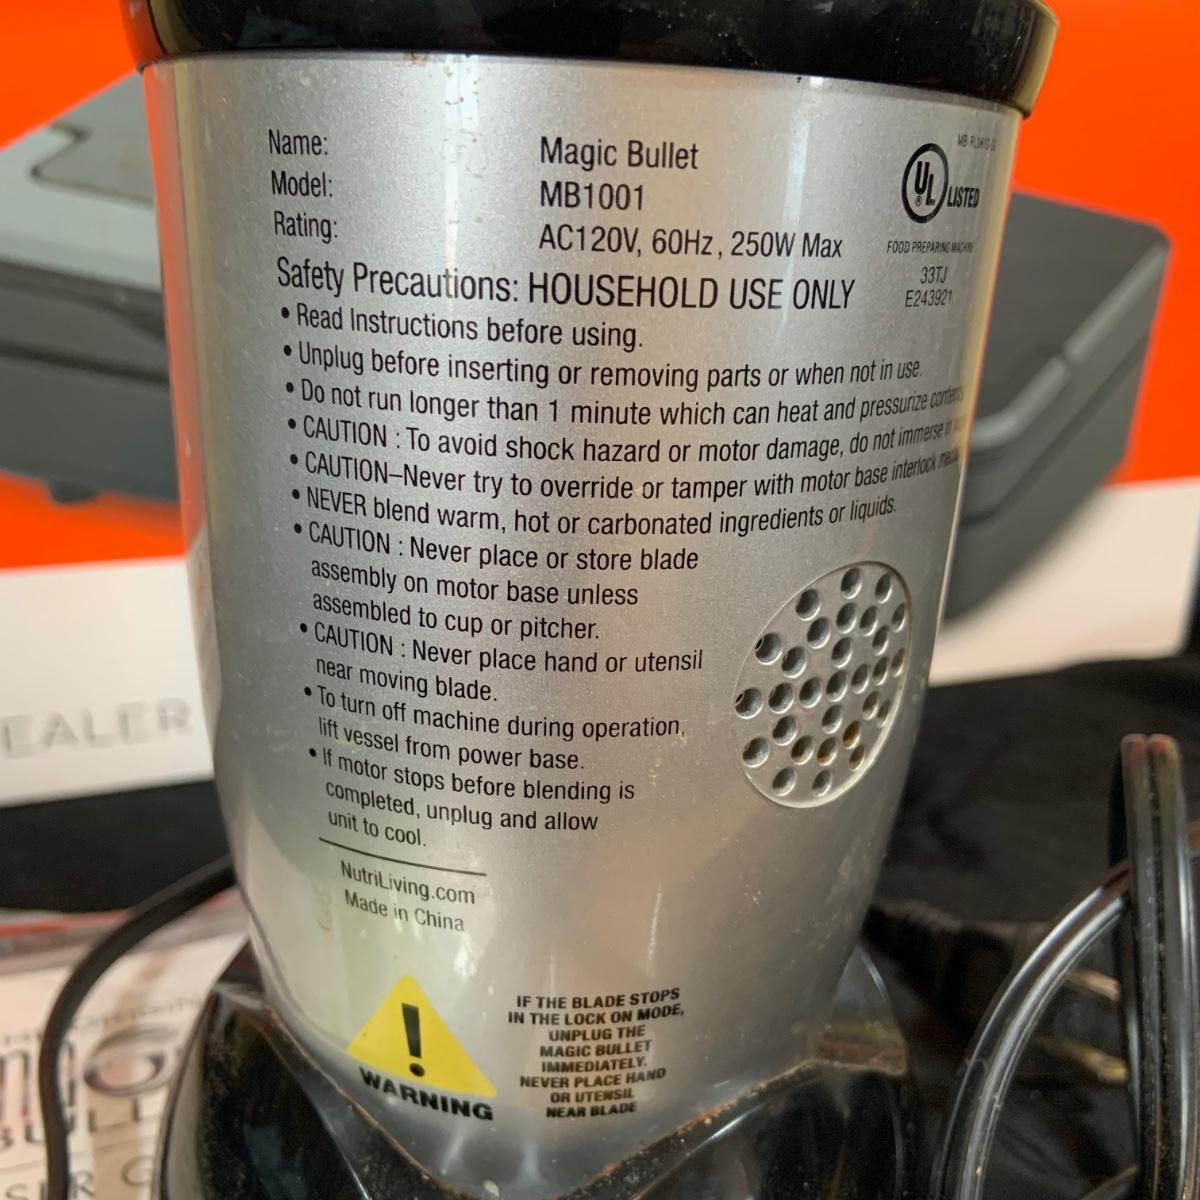 Name: Magic Bullet
Model: MB1001
Rating: AC120V, 60Hz, 250W Max
UL LISTED
FOOD PREPARING MACHINE
33TJ
E243921
Safety Precautions: HOUSEHOLD USE ONLY
• Read Instructions before using.
• Unplug before inserting or removing parts or when not in use.
• Do not run longer than 1 minute which can heat and pressurize
• CAUTION : To avoid shock hazard or motor damage, do not immerse in
• CAUTION–Never try to override or tamper with motor base interlock
• NEVER blend warm, hot or carbonated ingredients or liquids.
• CAUTION : Never place or store blade
assembly on motor base unless
assembled to cup or pitcher.
• CAUTION : Never place hand or utensil
near moving blade.
• To turn off machine during operation,
lift vessel from power base.
• If motor stops before blending is
completed, unplug and allow
unit to cool.
NutriLiving.com
Made in China
WARNING
IF THE BLADE STOPS
IN THE LOCK ON MODE,
UNPLUG THE
MAGIC BULLET
IMMEDIATELY.
NEVER PLACE HAND
OR UTENSIL
NEAR BLADE
EALER